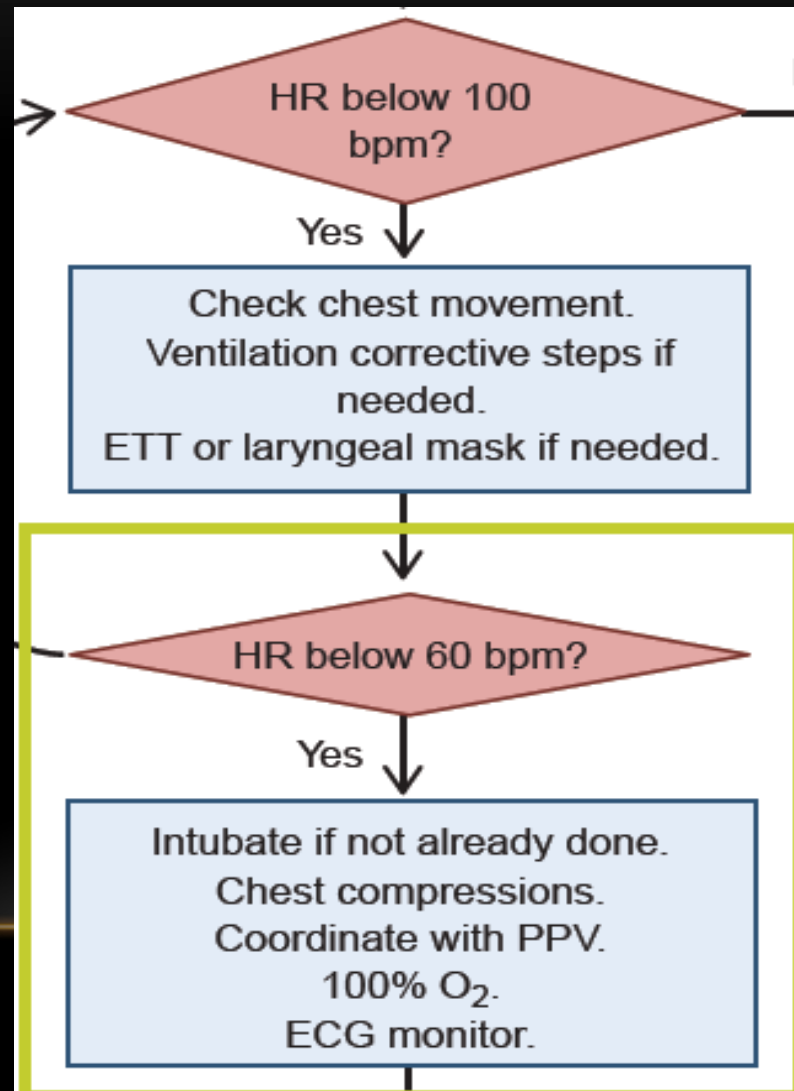 HR below 100
bpm?
Yes
Check chest movement.
Ventilation corrective steps if
needed.
ETT or laryngeal mask if needed.
HR below 60 bpm?
Yes
Intubate if not already done.
Chest compressions.
Coordinate with PPV.
100% O₂.
ECG monitor.